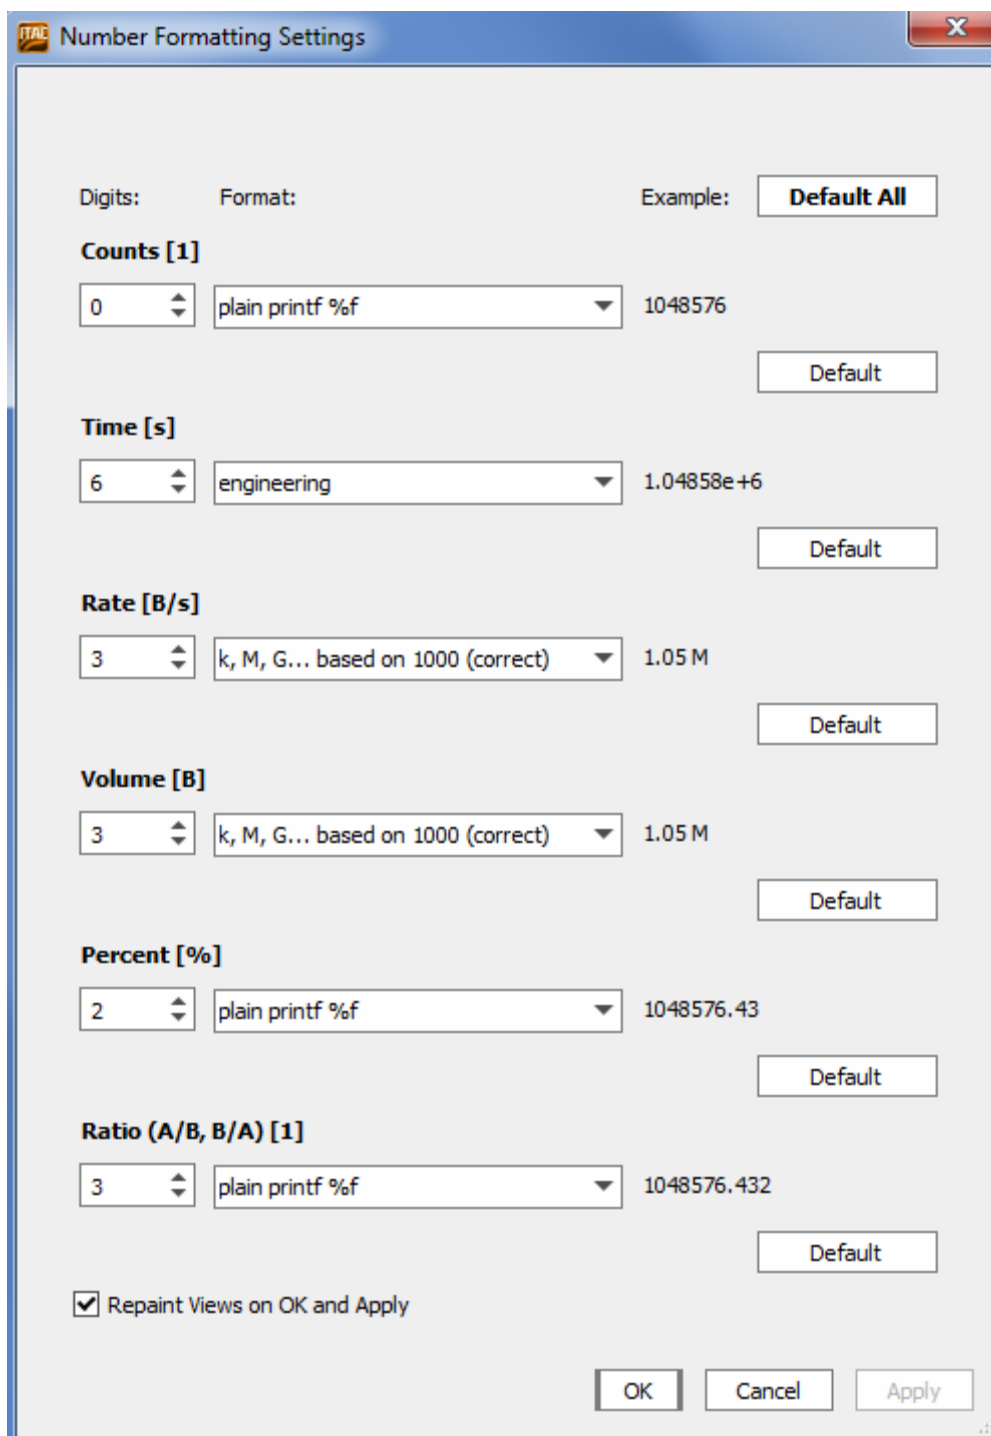 ITAC Number Formatting Settings X
Digits: Format: Example: Default All
Counts [1]
0 plain printf %f 1048576
Default
Time [s]
6 engineering 1.04858e+6
Default
Rate [B/s]
3 k, M, G... based on 1000 (correct) 1.05 M
Default
Volume [B]
3 k, M, G... based on 1000 (correct) 1.05 M
Default
Percent [%]
2 plain printf %f 1048576.43
Default
Ratio (A/B, B/A) [1]
3 plain printf %f 1048576.432
Default
Repaint Views on OK and Apply
OK Cancel Apply